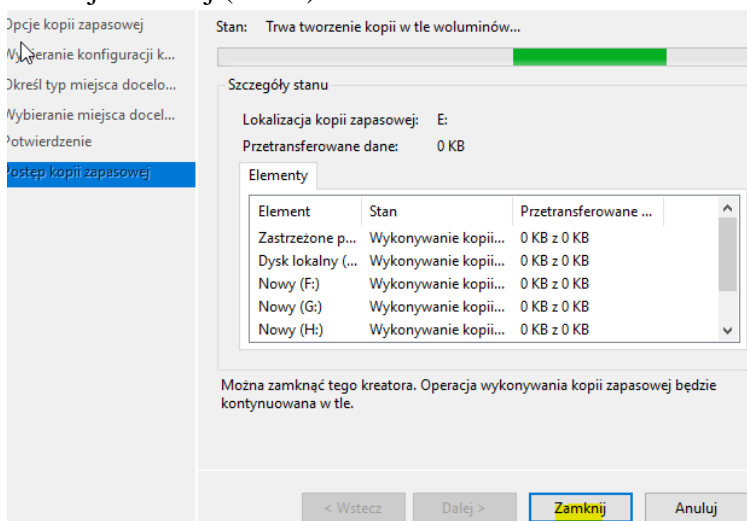 Opcje kopii zapasowej
Wybieranie konfiguracji k...
Określ typ miejsca docelo...
Wybieranie miejsca docel...
Potwierdzenie
Postęp kopii zapasowej
Stan: Trwa tworzenie kopii w tle woluminów...
Szczegóły stanu
Lokalizacja kopii zapasowej: E:
Przetransferowane dane: 0 KB
Elementy
Element Stan Przetransferowane ...
Zastrzeżone p... Wykonywanie kopii... 0 KB z 0 KB
Dysk lokalny (... Wykonywanie kopii... 0 KB z 0 KB
Nowy (F:) Wykonywanie kopii... 0 KB z 0 KB
Nowy (G:) Wykonywanie kopii... 0 KB z 0 KB
Nowy (H:) Wykonywanie kopii... 0 KB z 0 KB
Można zamknąć tego kreatora. Operacja wykonywania kopii zapasowej będzie
kontynuowana w tle.
< Wstecz Dalej > Zamknij Anuluj